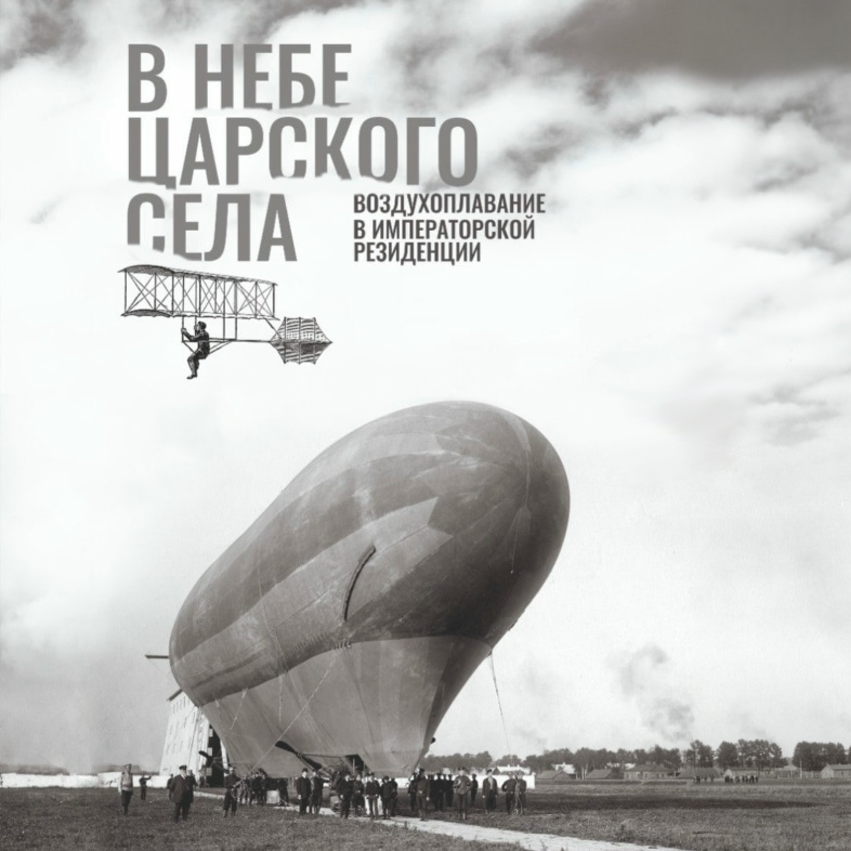 В НЕБЕ
ЦАРСКОГО
СЕЛА
ВОЗДУХОПЛАВАНИЕ
В ИМПЕРАТОРСКОЙ
РЕЗИДЕНЦИИ